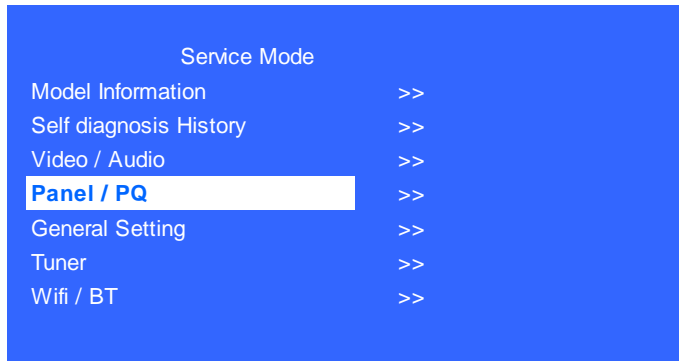 Service Mode
Model Information >>
Self diagnosis History >>
Video / Audio >>
Panel / PQ >>
General Setting >>
Tuner >>
Wifi / BT >>